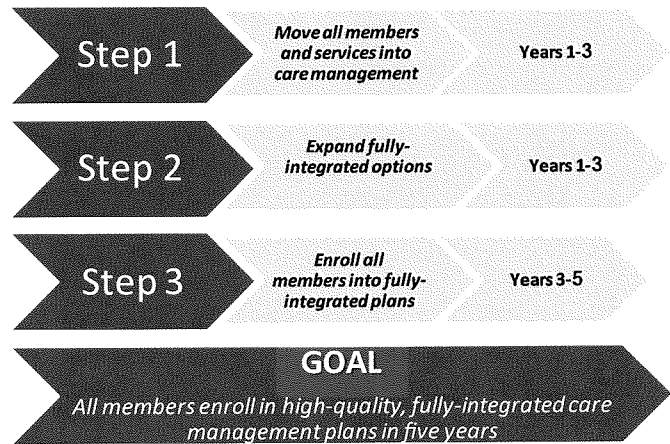 Step 1
Move all members
and services into
care management
Years 1-3
Step 2
Expand fully-
integrated options
Years 1-3
Step 3
Enroll all
members into fully-
integrated plans
Years 3-5
GOAL
All members enroll in high-quality, fully-integrated care
management plans in five years